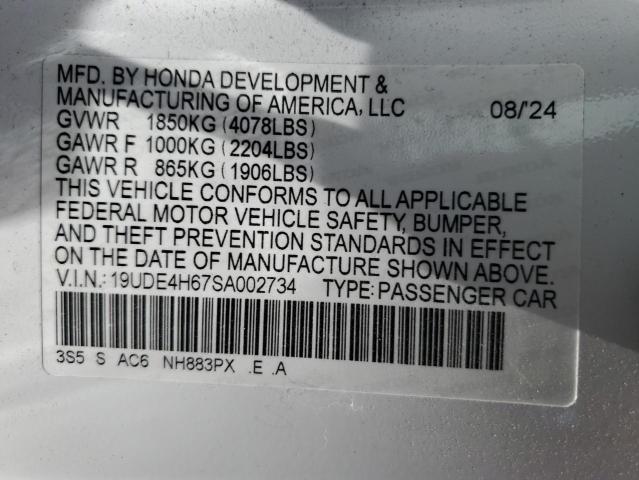 MFD. BY HONDA DEVELOPMENT &
MANUFACTURING OF AMERICA, LLC 08/'24
GVWR 1850KG (4078LBS)
GAWR F 1000KG (2204LBS)
GAWR R 865KG (1906LBS)
THIS VEHICLE CONFORMS TO ALL APPLICABLE
FEDERAL MOTOR VEHICLE SAFETY, BUMPER,
AND THEFT PREVENTION STANDARDS IN EFFECT
ON THE DATE OF MANUFACTURE SHOWN ABOVE.
V.I.N.: 19UDE4H67SA002734 TYPE: PASSENGER CAR
3S5 S AC6 NH883PX .E .A